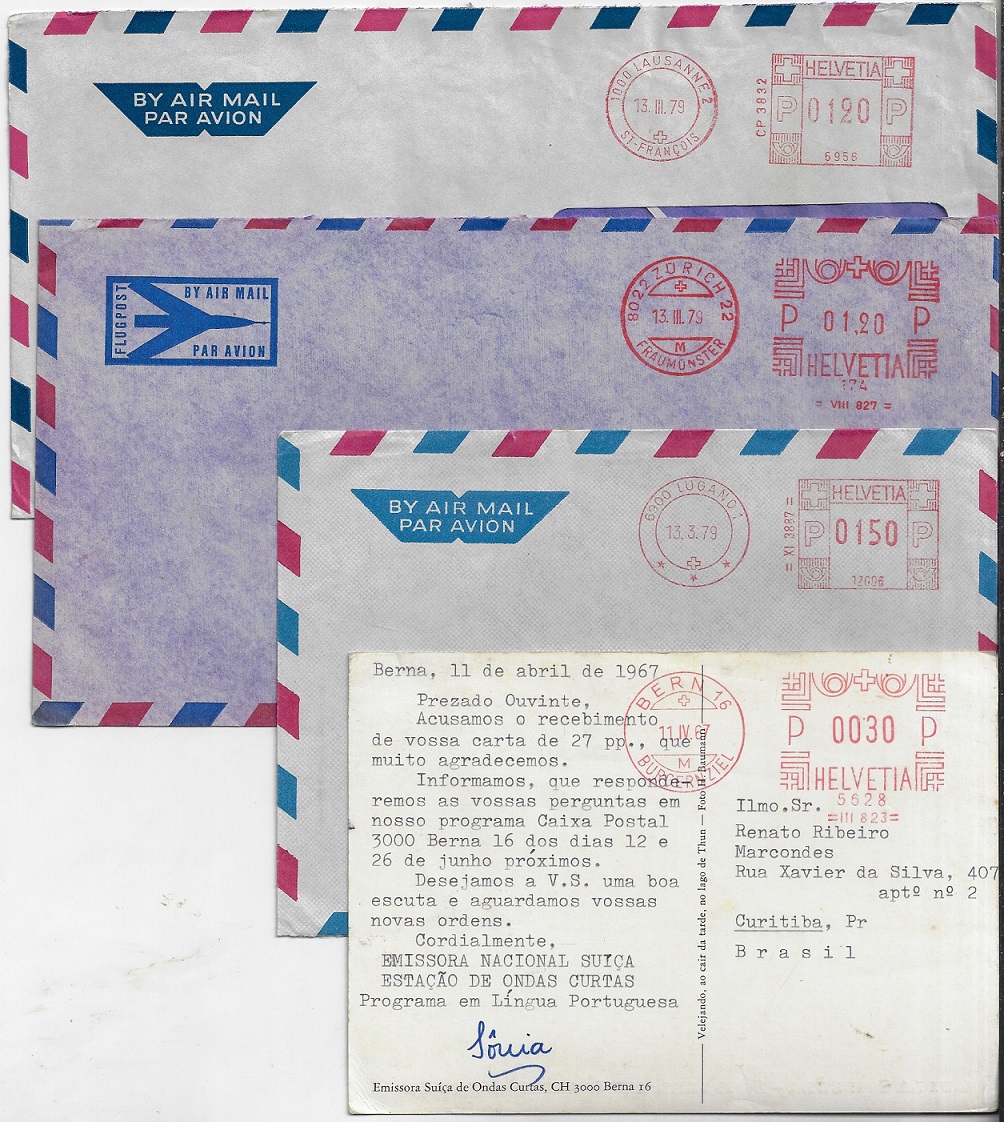 BY AIR MAIL
PAR AVION
1000 LAUSANNE 2
13.III.79
ST-FRANÇOIS
CP 3832
HELVETIA
P 0120 P
5956
FLUGPOST
BY AIR MAIL
PAR AVION
8022 ZÜRICH 22
13.III.79
M
FRAUMÜNSTER
P 01,20 P
HELVETIA
174
= VIII 827 =
BY AIR MAIL
PAR AVION
6900 LUGANO 1
13.3.79
= XI 3887 =
HELVETIA
P 0150 P
12006
Berna, 11 de abril de 1967
Prezado Ouvinte,
Acusamos o recebimento
de vossa carta de 27 pp., que
muito agradecemos.
Informamos, que responde-
remos as vossas perguntas em
nosso programa Caixa Postal
3000 Berna 16 dos dias 12 e
26 de junho próximos.
Desejamos a V.S. uma boa
escuta e aguardamos vossas
novas ordens.
Cordialmente,
EMISSORA NACIONAL SUIÇA
ESTAÇÃO DE ONDAS CURTAS
Programa em Língua Portuguesa
Sônia
Emissora Suíça de Ondas Curtas, CH 3000 Berna 16
Velejando, ao cair da tarde, no lago de Thun — Foto H. Baumann
BERN 16
11.IV.67
M
BURGERNZIEL
P 0030 P
HELVETIA
5628
=III 823=
Ilmo.Sr.
Renato Ribeiro
Marcondes
Rua Xavier da Silva, 407
aptº nº 2
Curitiba, Pr
Brasil